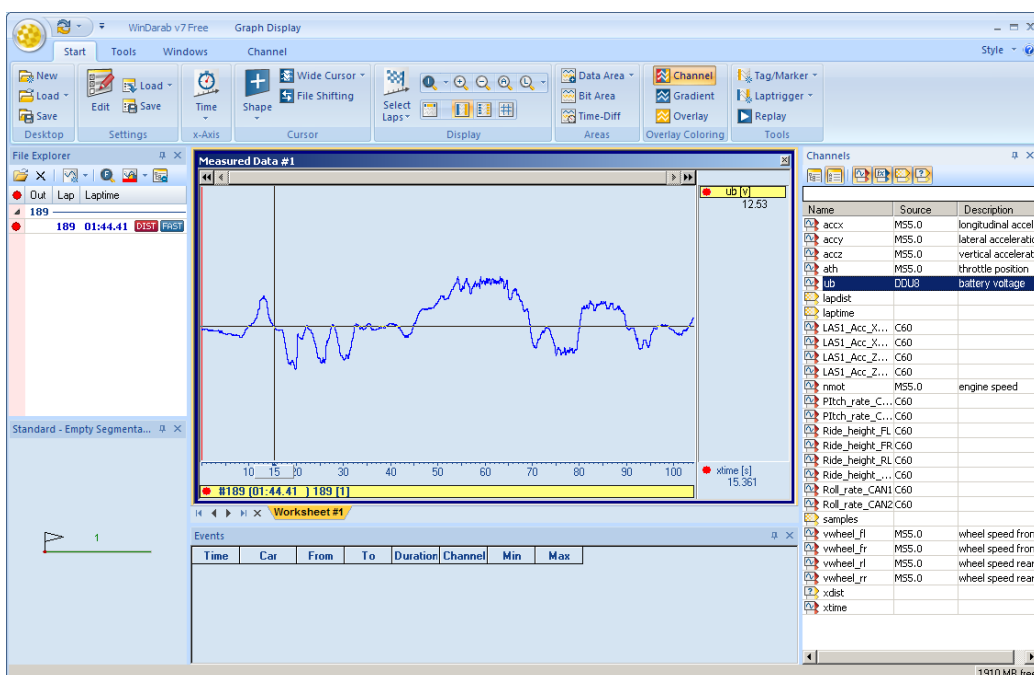 WinDarab v7 Free Graph Display
Start Tools Windows Channel Style
New
Load
Save
Desktop
Edit
Load
Save
Settings
Time
x-Axis
Shape
Wide Cursor
File Shifting
Cursor
Select Laps
Display
Data Area
Bit Area
Time-Diff
Areas
Channel
Gradient
Overlay
Overlay Coloring
Tag/Marker
Laptrigger
Replay
Tools
File Explorer
Out Lap Laptime
189
189 01:44.41 DIST FAST
Standard - Empty Segmenta...
1
Measured Data #1
ub [v]
12.53
10 15 20 30 40 50 60 70 80 90 100
xtime [s]
15.361
#189 (01:44.41 ) 189 [1]
Worksheet #1
Events
Time Car From To Duration Channel Min Max
Channels
Name Source Description
accx MS5.0 longitudinal accel
accy MS5.0 lateral acceleratio
accz MS5.0 vertical accelerat
ath MS5.0 throttle position
ub DDU8 battery voltage
lapdist
laptime
LAS1_Acc_X... C60
LAS1_Acc_X... C60
LAS1_Acc_Z... C60
LAS1_Acc_Z... C60
nmot MS5.0 engine speed
PItch_rate_C... C60
PItch_rate_C... C60
Ride_height_FL C60
Ride_height_FR C60
Ride_height_RL C60
Ride_height_... C60
Roll_rate_CAN1 C60
Roll_rate_CAN2 C60
samples
vwheel_fl MS5.0 wheel speed fron
vwheel_fr MS5.0 wheel speed fron
vwheel_rl MS5.0 wheel speed rear
vwheel_rr MS5.0 wheel speed rear
xdist
xtime
1910 MB free